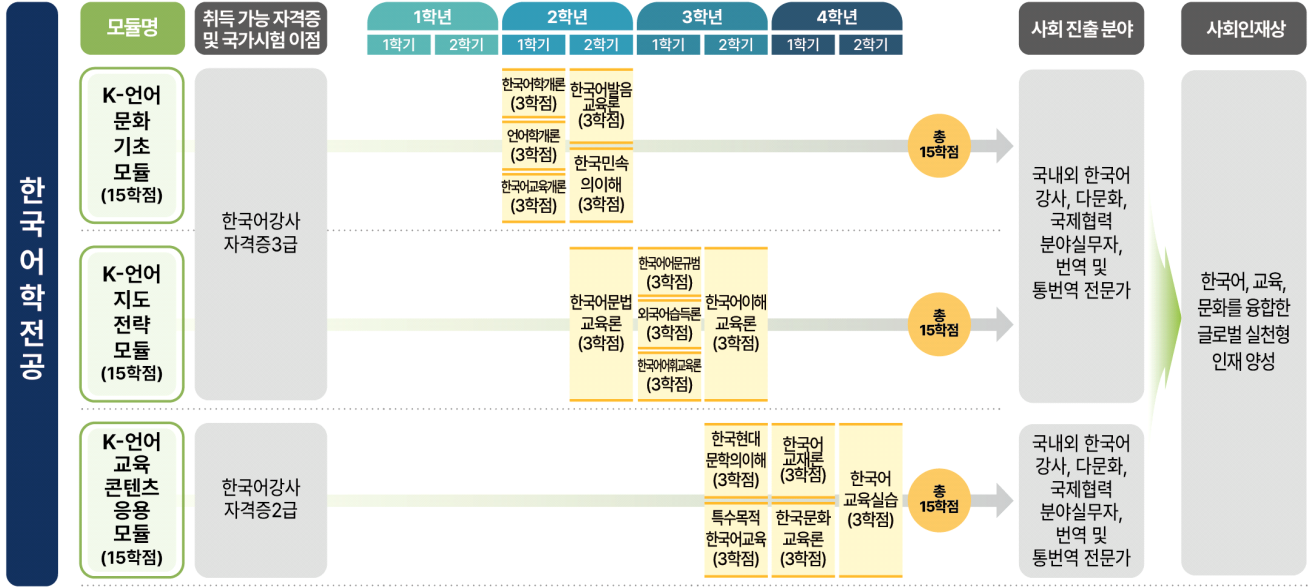 한국어학전공
모듈명
취득 가능 자격증
및 국가시험 이점
1학년
2학년
3학년
4학년
1학기
2학기
1학기
2학기
1학기
2학기
1학기
2학기
사회 진출 분야
사회인재상
K-언어
문화
기초
모듈
(15학점)
한국어강사
자격증3급
한국어학개론
(3학점)
언어학개론
(3학점)
한국어교육개론
(3학점)
한국어발음
교육론
(3학점)
한국민속
의이해
(3학점)
총
15학점
국내외 한국어
강사, 다문화,
국제협력
분야실무자,
번역 및
통번역 전문가
K-언어
지도
전략
모듈
(15학점)
한국어문법
교육론
(3학점)
한국어어문규범
(3학점)
외국어습득론
(3학점)
한국어어휘교육론
(3학점)
한국어이해
교육론
(3학점)
총
15학점
한국어, 교육,
문화를 융합한
글로벌 실천형
인재 양성
K-언어
교육
콘텐츠
응용
모듈
(15학점)
한국어강사
자격증2급
한국현대
문학의이해
(3학점)
특수목적
한국어교육
(3학점)
한국어
교재론
(3학점)
한국문화
교육론
(3학점)
한국어
교육실습
(3학점)
총
15학점
국내외 한국어
강사, 다문화,
국제협력
분야실무자,
번역 및
통번역 전문가